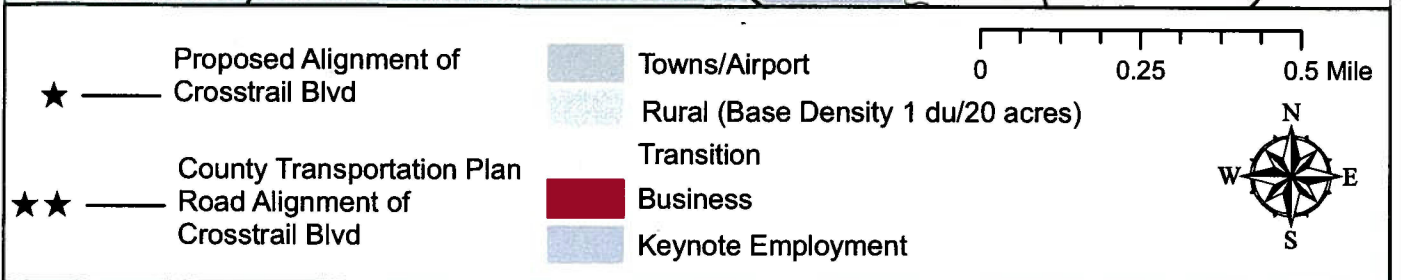 Proposed Alignment of
Crosstrail Blvd
County Transportation Plan
Road Alignment of
Crosstrail Blvd
Towns/Airport
Rural (Base Density 1 du/20 acres)
Transition
Business
Keynote Employment
0 0.25 0.5 Mile
N
W E
S